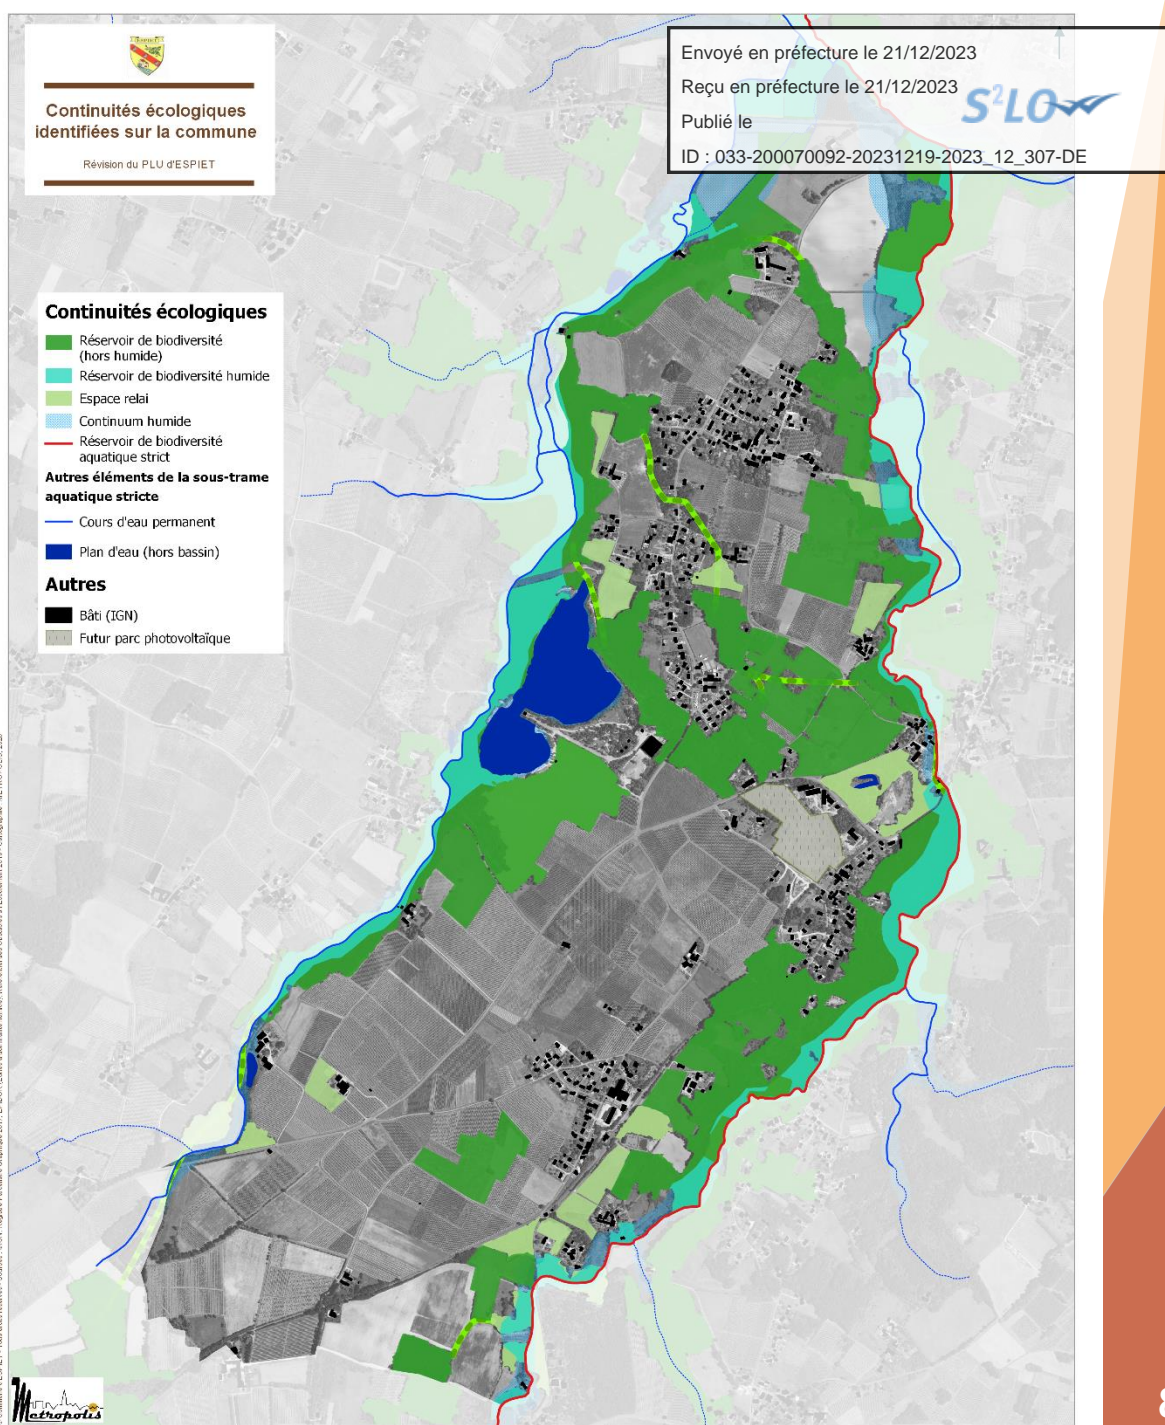 ESPIET
Continuités écologiques
identifiées sur la commune
Révision du PLU d'ESPIET
Envoyé en préfecture le 21/12/2023
Reçu en préfecture le 21/12/2023
S²LO
Publié le
ID : 033-200070092-20231219-2023_12_307-DE
Continuités écologiques
Réservoir de biodiversité
(hors humide)
Réservoir de biodiversité humide
Espace relai
Continuum humide
Réservoir de biodiversité
aquatique strict
Autres éléments de la sous-trame
aquatique stricte
Cours d'eau permanent
Plan d'eau (hors bassin)
Autres
Bâti (IGN)
Futur parc photovoltaïque
Metropolis
8